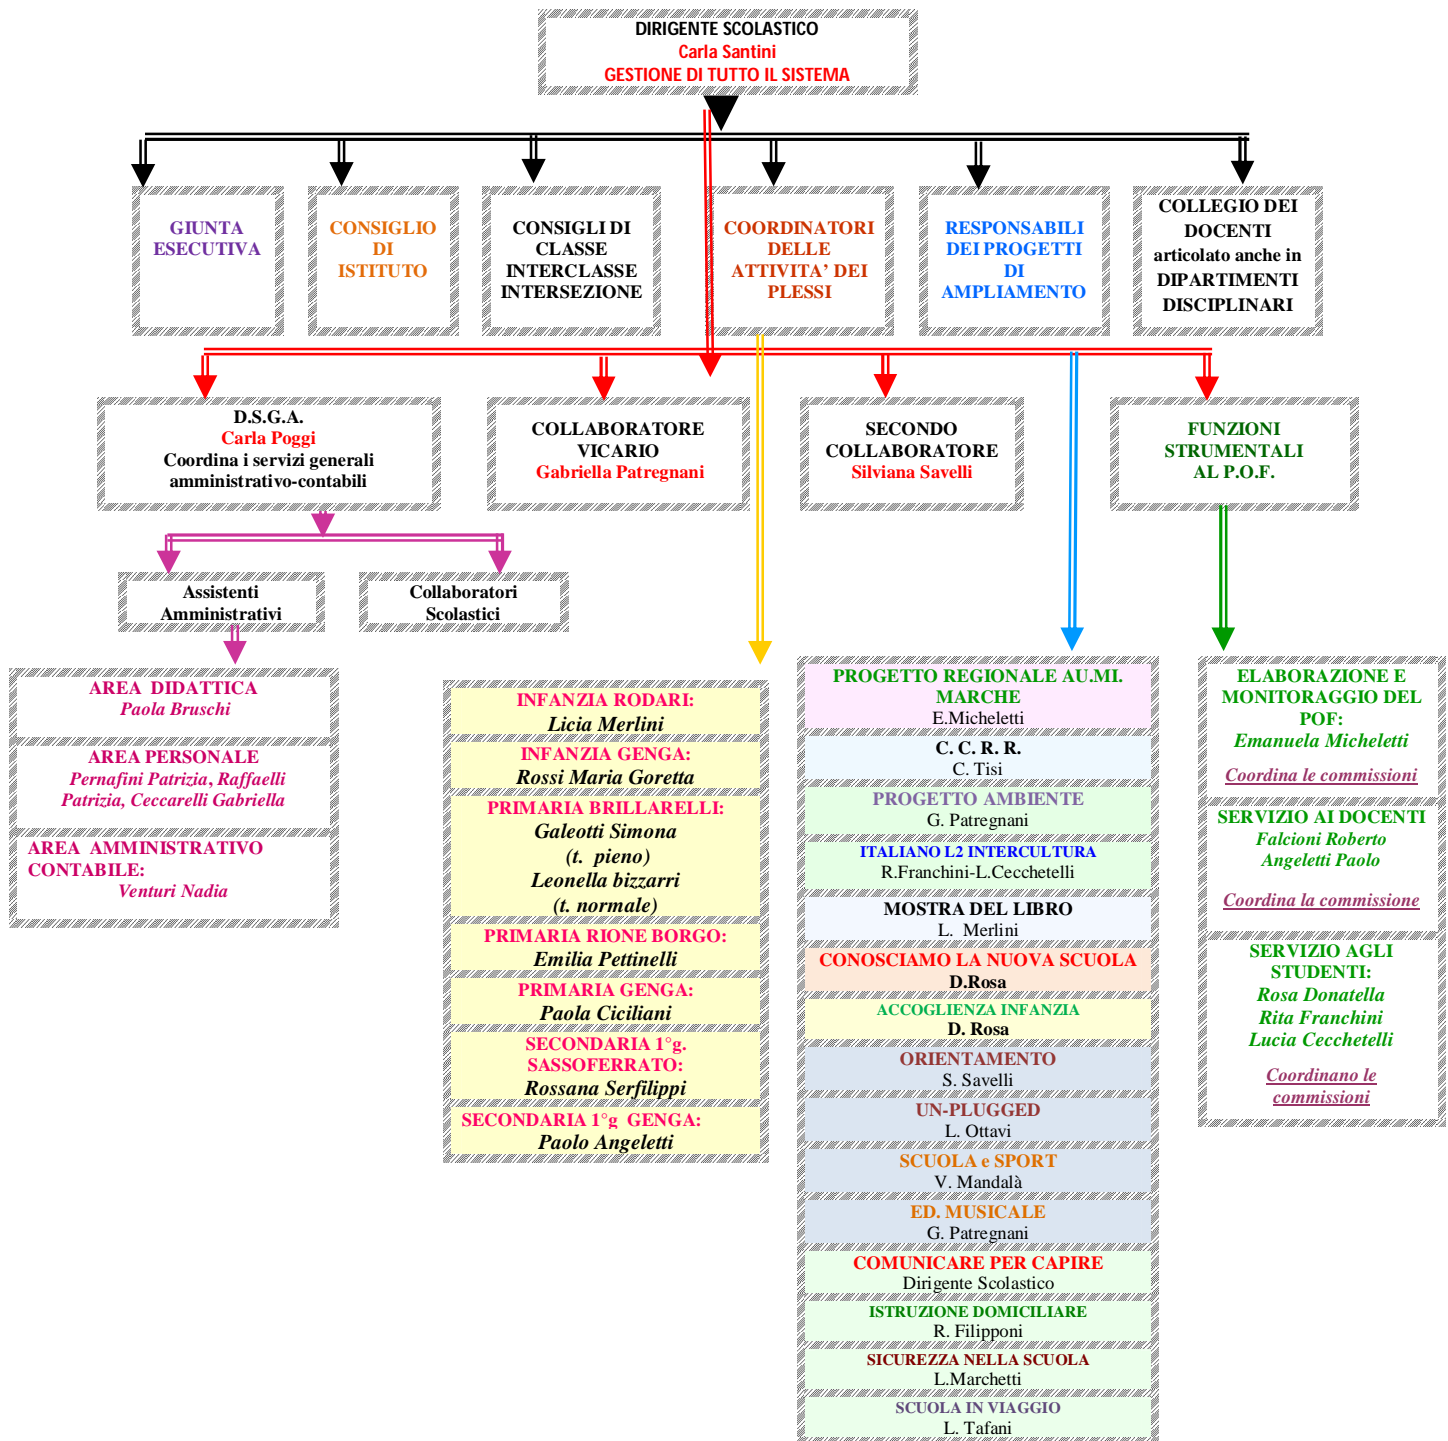 DIRIGENTE SCOLASTICO
Carla Santini
GESTIONE DI TUTTO IL SISTEMA
GIUNTA
ESECUTIVA
CONSIGLIO
DI
ISTITUTO
CONSIGLI DI
CLASSE
INTERCLASSE
INTERSEZIONE
COORDINATORI
DELLE
ATTIVITA’ DEI
PLESSI
RESPONSABILI
DEI PROGETTI
DI
AMPLIAMENTO
COLLEGIO DEI
DOCENTI
articolato anche in
DIPARTIMENTI
DISCIPLINARI
D.S.G.A.
Carla Poggi
Coordina i servizi generali
amministrativo-contabili
COLLABORATORE
VICARIO
Gabriella Patregnani
SECONDO
COLLABORATORE
Silviana Savelli
FUNZIONI
STRUMENTALI
AL P.O.F.
Assistenti
Amministrativi
Collaboratori
Scolastici
AREA DIDATTICA
Paola Bruschi
AREA PERSONALE
Pernafini Patrizia, Raffaelli
Patrizia, Ceccarelli Gabriella
AREA AMMINISTRATIVO
CONTABILE:
Venturi Nadia
INFANZIA RODARI:
Licia Merlini
INFANZIA GENGA:
Rossi Maria Goretta
PRIMARIA BRILLARELLI:
Galeotti Simona
(t. pieno)
Leonella bizzarri
(t. normale)
PRIMARIA RIONE BORGO:
Emilia Pettinelli
PRIMARIA GENGA:
Paola Ciciliani
SECONDARIA 1°g.
SASSOFERRATO:
Rossana Serfilippi
SECONDARIA 1°g GENGA:
Paolo Angeletti
PROGETTO REGIONALE AU.MI.
MARCHE
E.Micheletti
C. C. R. R.
C. Tisi
PROGETTO AMBIENTE
G. Patregnani
ITALIANO L2 INTERCULTURA
R.Franchini-L.Cecchetelli
MOSTRA DEL LIBRO
L. Merlini
CONOSCIAMO LA NUOVA SCUOLA
D.Rosa
ACCOGLIENZA INFANZIA
D. Rosa
ORIENTAMENTO
S. Savelli
UN-PLUGGED
L. Ottavi
SCUOLA e SPORT
V. Mandalà
ED. MUSICALE
G. Patregnani
COMUNICARE PER CAPIRE
Dirigente Scolastico
ISTRUZIONE DOMICILIARE
R. Filipponi
SICUREZZA NELLA SCUOLA
L.Marchetti
SCUOLA IN VIAGGIO
L. Tafani
ELABORAZIONE E
MONITORAGGIO DEL
POF:
Emanuela Micheletti
Coordina le commissioni
SERVIZIO AI DOCENTI
Falcioni Roberto
Angeletti Paolo
Coordina la commissione
SERVIZIO AGLI
STUDENTI:
Rosa Donatella
Rita Franchini
Lucia Cecchetelli
Coordinano le
commissioni